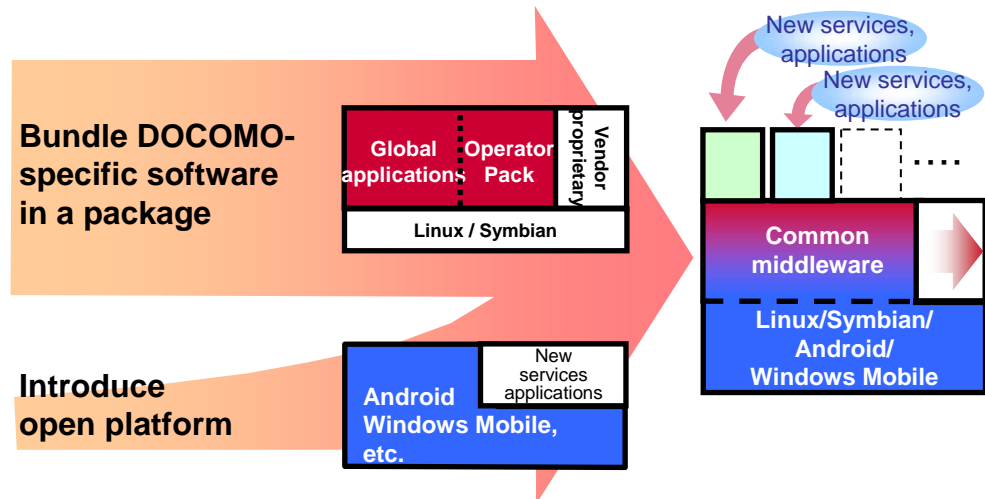 New services,
applications
New services,
applications
Bundle DOCOMO-
specific software
in a package
Global
applications
Operator
Pack
Vendor
proprietary
Linux / Symbian
Common
middleware
Linux/Symbian/
Android/
Windows Mobile
Introduce
open platform
New
services
applications
Android
Windows Mobile,
etc.